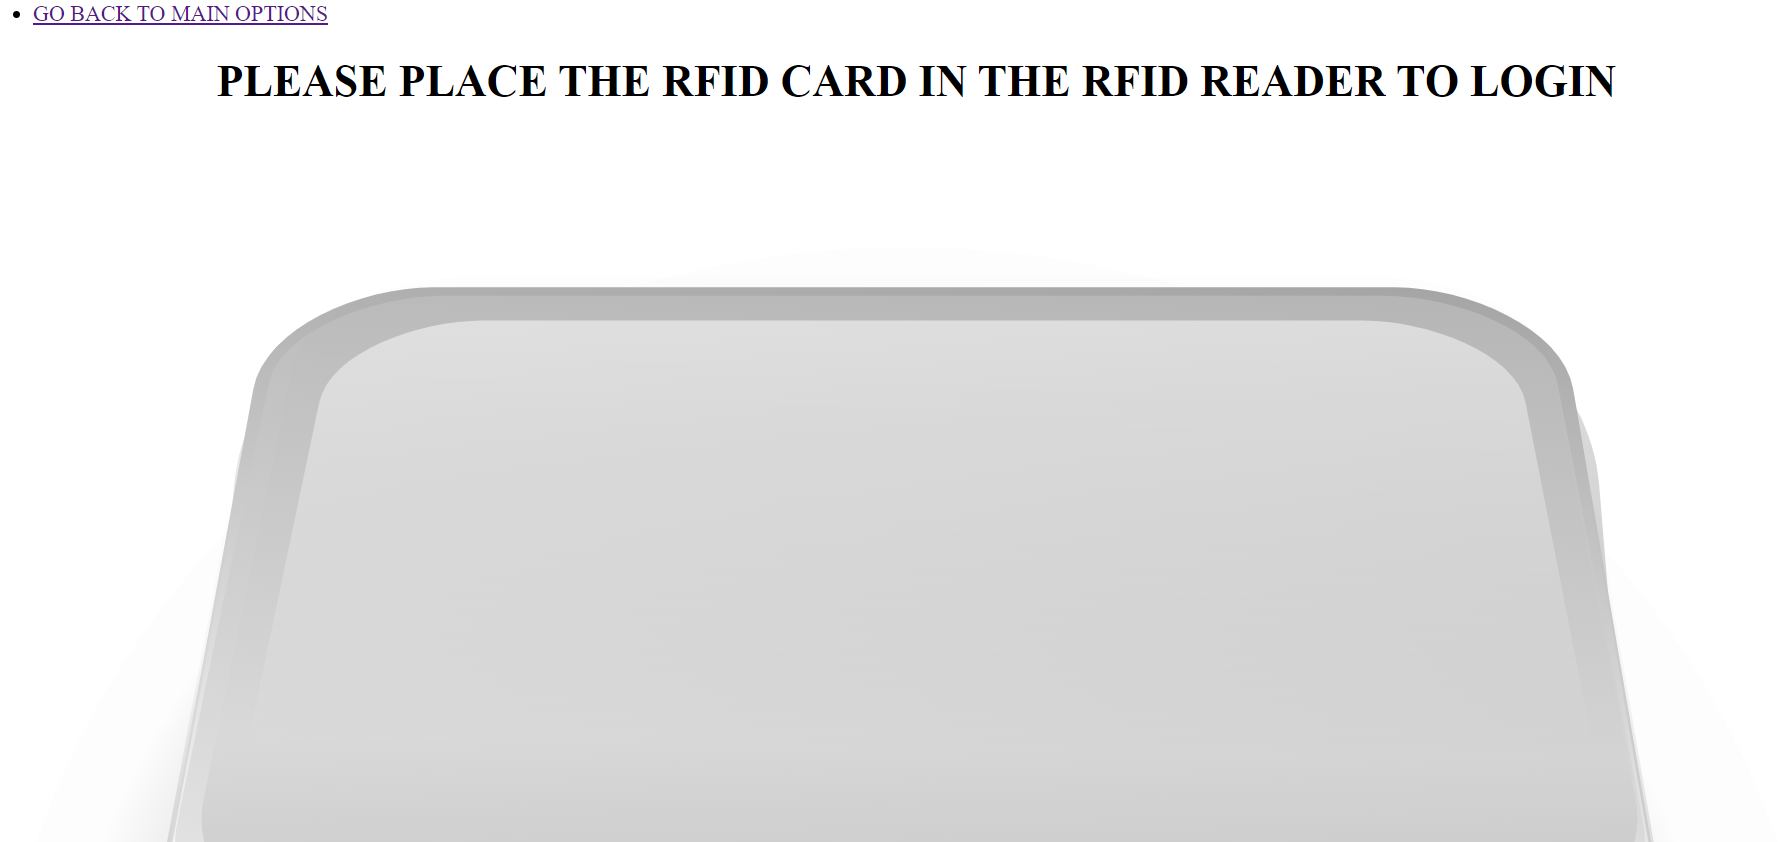 GO BACK TO MAIN OPTIONS
PLEASE PLACE THE RFID CARD IN THE RFID READER TO LOGIN